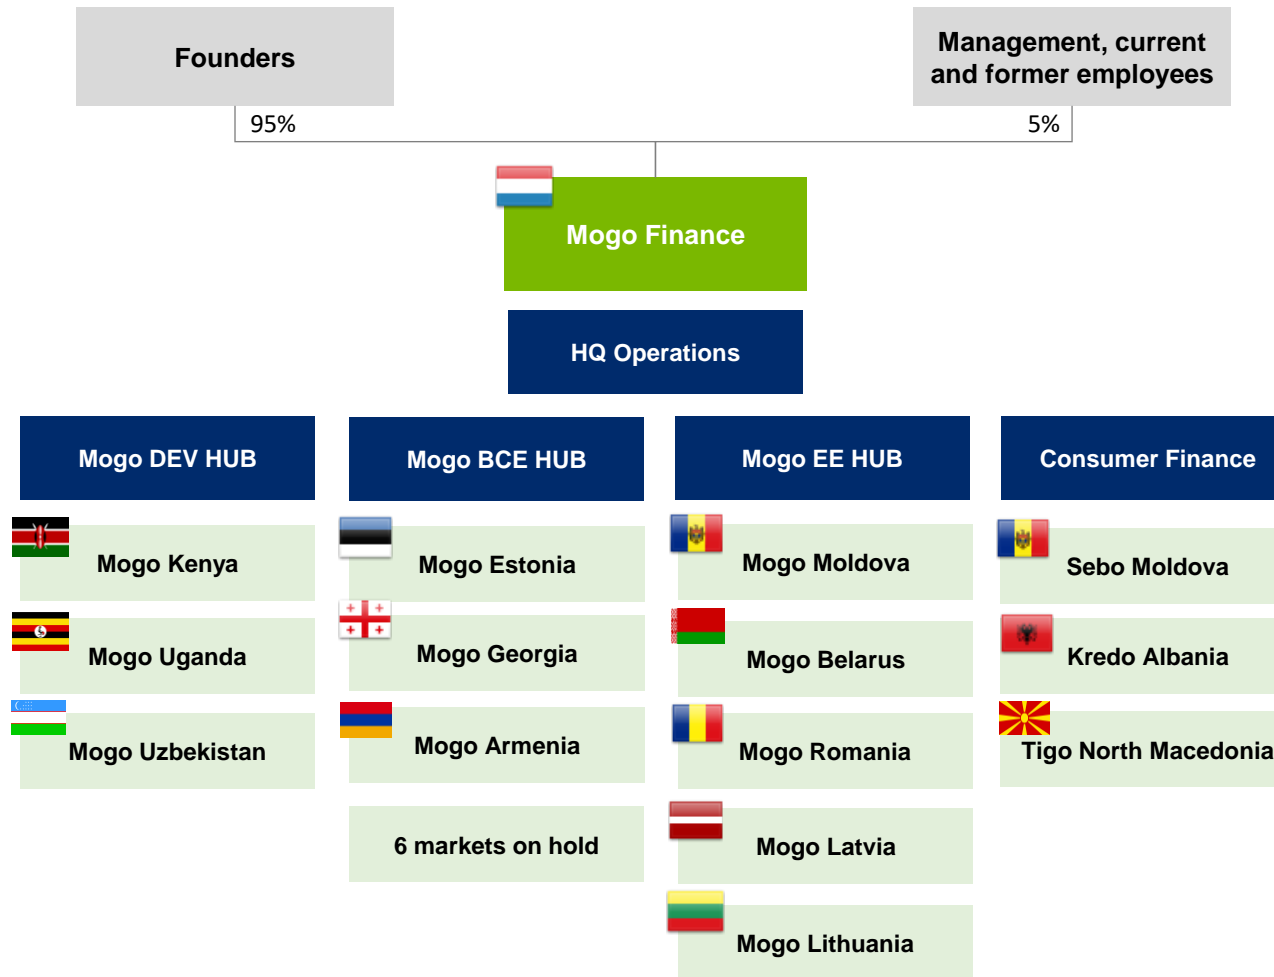 Founders
Management, current
and former employees
95%
5%
Mogo Finance
HQ Operations
Mogo DEV HUB
Mogo BCE HUB
Mogo EE HUB
Consumer Finance
Mogo Kenya
Mogo Estonia
Mogo Moldova
Sebo Moldova
Mogo Uganda
Mogo Georgia
Mogo Belarus
Kredo Albania
Mogo Uzbekistan
Mogo Armenia
Mogo Romania
Tigo North Macedonia
6 markets on hold
Mogo Latvia
Mogo Lithuania